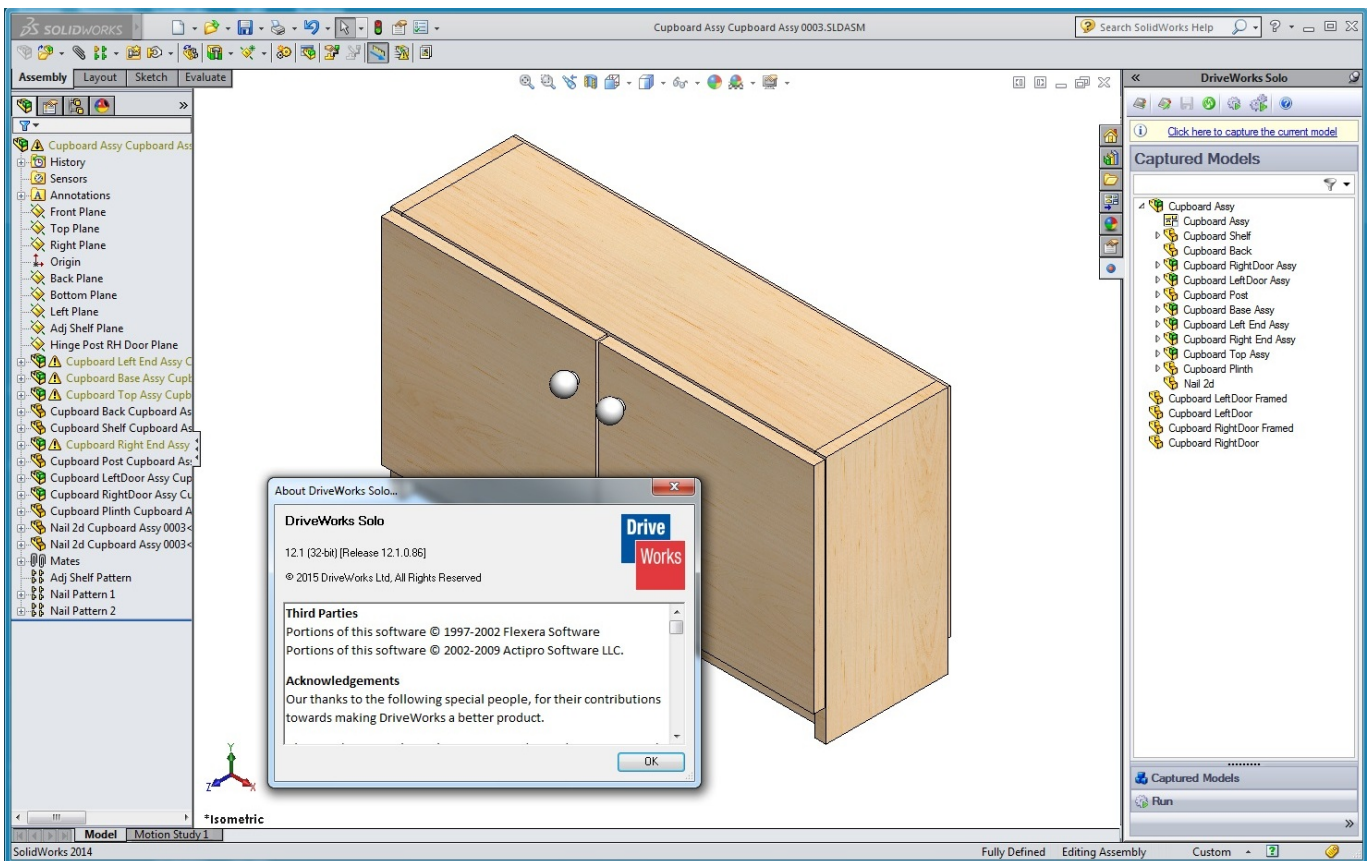 SOLIDWORKS
Cupboard Assy Cupboard Assy 0003.SLDASM
Search SolidWorks Help
Assembly Layout Sketch Evaluate
Cupboard Assy Cupboard Ass
History
Sensors
Annotations
Front Plane
Top Plane
Right Plane
Origin
Back Plane
Bottom Plane
Left Plane
Adj Shelf Plane
Hinge Post RH Door Plane
Cupboard Left End Assy C
Cupboard Base Assy Cupb
Cupboard Top Assy Cupb
Cupboard Back Cupboard As
Cupboard Shelf Cupboard As
Cupboard Right End Assy
Cupboard Post Cupboard As
Cupboard LeftDoor Assy Cup
Cupboard RightDoor Assy Cu
Cupboard Plinth Cupboard A
Nail 2d Cupboard Assy 0003<
Nail 2d Cupboard Assy 0003<
Mates
Adj Shelf Pattern
Nail Pattern 1
Nail Pattern 2
About DriveWorks Solo...
DriveWorks Solo
12.1 (32-bit) [Release 12.1.0.86]
© 2015 DriveWorks Ltd, All Rights Reserved
Drive
Works
Third Parties
Portions of this software © 1997-2002 Flexera Software
Portions of this software © 2002-2009 Actipro Software LLC.
Acknowledgements
Our thanks to the following special people, for their contributions
towards making DriveWorks a better product.
OK
Y
Z
X
*Isometric
Model Motion Study 1
SolidWorks 2014
Fully Defined Editing Assembly Custom
DriveWorks Solo
Click here to capture the current model
Captured Models
Cupboard Assy
Cupboard Assy
Cupboard Shelf
Cupboard Back
Cupboard RightDoor Assy
Cupboard LeftDoor Assy
Cupboard Post
Cupboard Base Assy
Cupboard Left End Assy
Cupboard Right End Assy
Cupboard Top Assy
Cupboard Plinth
Nail 2d
Cupboard LeftDoor Framed
Cupboard LeftDoor
Cupboard RightDoor Framed
Cupboard RightDoor
Captured Models
Run